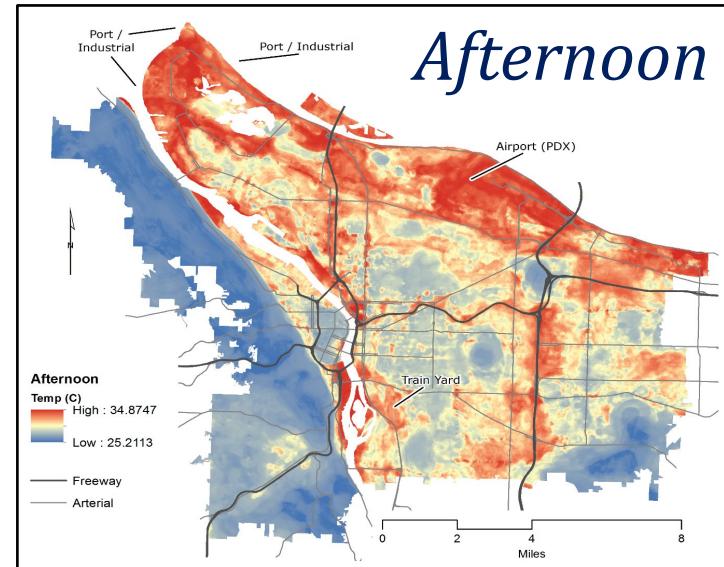 Afternoon
Port /
Industrial
Port / Industrial
Airport (PDX)
N
Train Yard
Afternoon
Temp (C)
High : 34.8747
Low : 25.2113
Freeway
Arterial
0 2 4 8
Miles